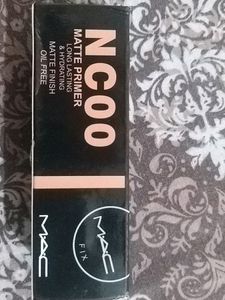 NC00
MATTE PRIMER
LONG LASTING
& HYDRATING
MATTE FINISH
OIL FREE
MAC
FIX
MAC